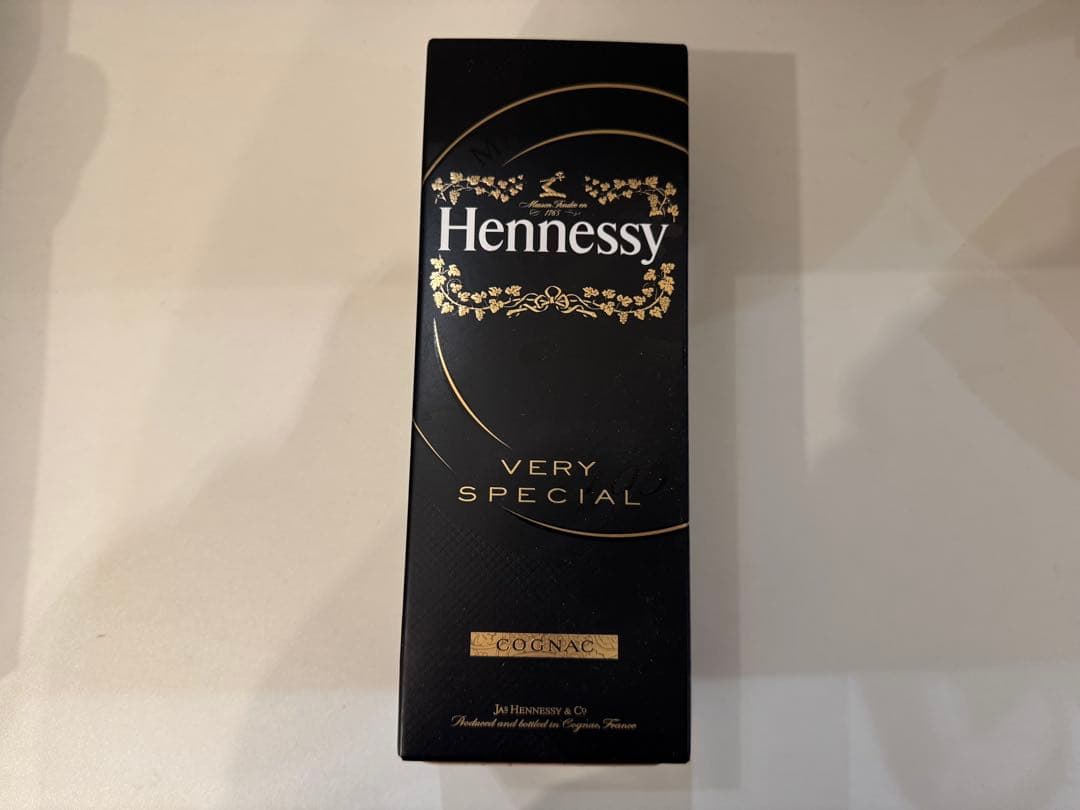 Maison Fondée en
1765
Hennessy
VERY
SPECIAL
COGNAC
JAS HENNESSY & CO
Produced and bottled in Cognac, France